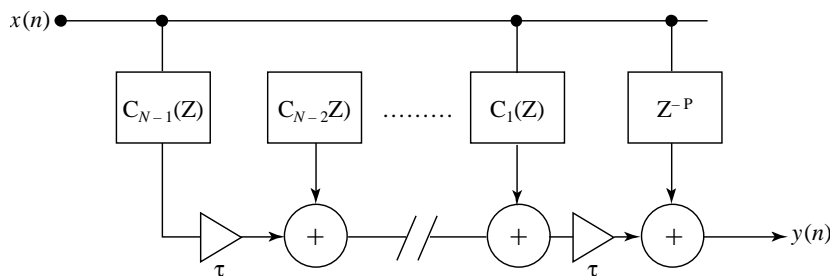 x(n)
C_{N-1}(Z) C_{N-2}Z) ......... C_1(Z) Z^{-P}
+ + +
τ τ y(n)